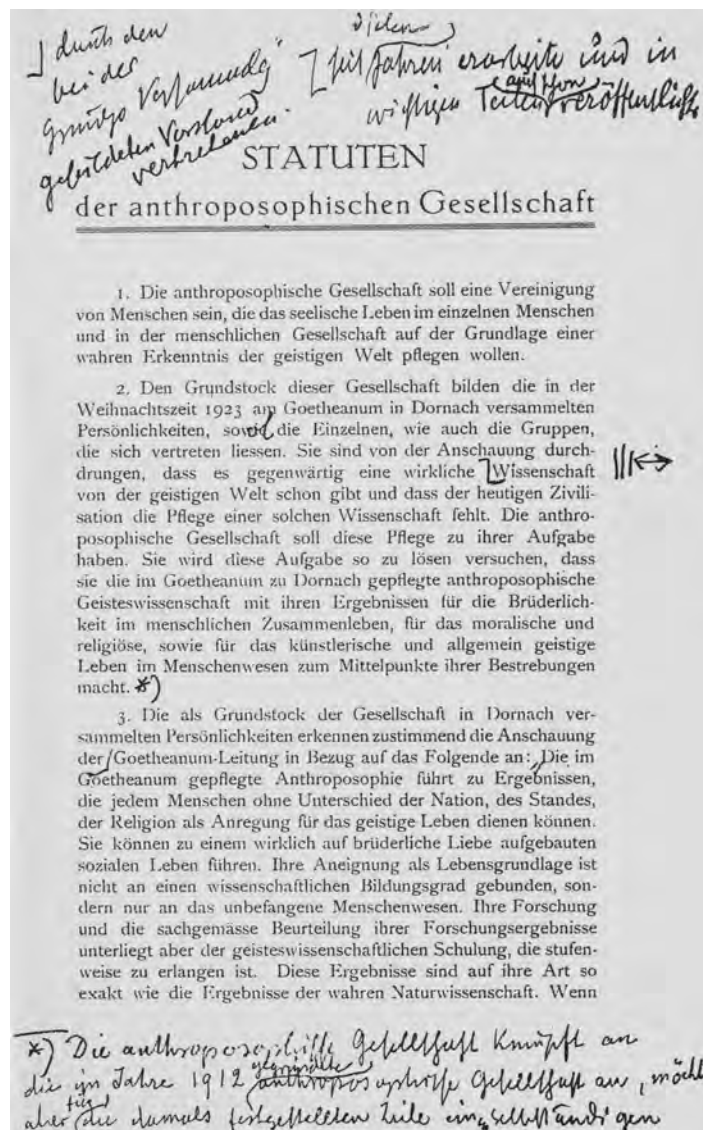 durch den
bei der
Versammlung
gebildeten Vorstand
vertretenen.
vielen
[seit Jahren erarbeitete und in
auch schon
wichtigen Teilen veröffentlichte
STATUTEN
der anthroposophischen Gesellschaft
1. Die anthroposophische Gesellschaft soll eine Vereinigung
von Menschen sein, die das seelische Leben im einzelnen Menschen
und in der menschlichen Gesellschaft auf der Grundlage einer
wahren Erkenntnis der geistigen Welt pflegen wollen.
2. Den Grundstock dieser Gesellschaft bilden die in der
Weihnachtszeit 1923 am Goetheanum in Dornach versammelten
Persönlichkeiten, sowol die Einzelnen, wie auch die Gruppen,
die sich vertreten liessen. Sie sind von der Anschauung durch-
drungen, dass es gegenwärtig eine wirkliche Wissenschaft
von der geistigen Welt schon gibt und dass der heutigen Zivili-
sation die Pflege einer solchen Wissenschaft fehlt. Die anthro-
posophische Gesellschaft soll diese Pflege zu ihrer Aufgabe
haben. Sie wird diese Aufgabe so zu lösen versuchen, dass
sie die im Goetheanum zu Dornach gepflegte anthroposophische
Geisteswissenschaft mit ihren Ergebnissen für die Brüderlich-
keit im menschlichen Zusammenleben, für das moralische und
religiöse, sowie für das künstlerische und allgemein geistige
Leben im Menschenwesen zum Mittelpunkte ihrer Bestrebungen
macht. *)
3. Die als Grundstock der Gesellschaft in Dornach ver-
sammelten Persönlichkeiten erkennen zustimmend die Anschauung
der Goetheanum-Leitung in Bezug auf das Folgende an: „Die im
Goetheanum gepflegte Anthroposophie führt zu Ergebnissen,
die jedem Menschen ohne Unterschied der Nation, des Standes,
der Religion als Anregung für das geistige Leben dienen können.
Sie können zu einem wirklich auf brüderliche Liebe aufgebauten
sozialen Leben führen. Ihre Aneignung als Lebensgrundlage ist
nicht an einen wissenschaftlichen Bildungsgrad gebunden, son-
dern nur an das unbefangene Menschenwesen. Ihre Forschung
und die sachgemässe Beurteilung ihrer Forschungsergebnisse
unterliegt aber der geisteswissenschaftlichen Schulung, die stufen-
weise zu erlangen ist. Diese Ergebnisse sind auf ihre Art so
exakt wie die Ergebnisse der wahren Naturwissenschaft. Wenn
*) Die anthroposophische Gesellschaft knüpft an
gegründete
die im Jahre 1912 anthroposophische Gesellschaft an, möchte
für
aber die damals festgestellten Ziele einen selbständigen